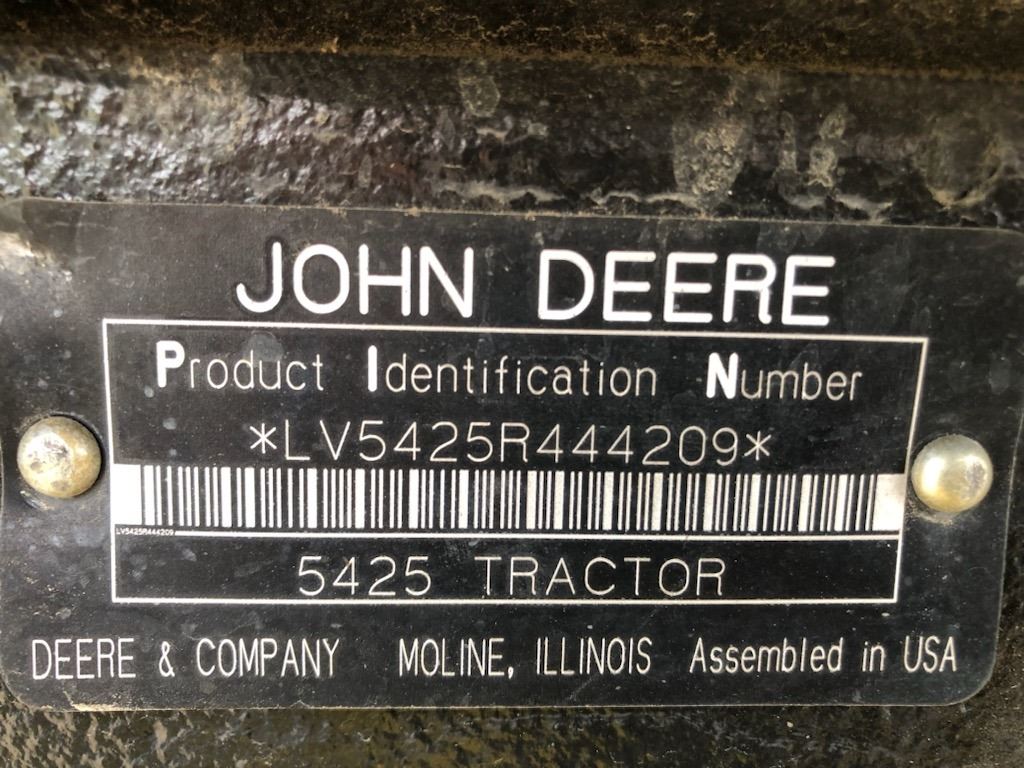 JOHN DEERE
Product Identification Number
*LV5425R444209*
LV5425R444209
5425 TRACTOR
DEERE & COMPANY MOLINE, ILLINOIS Assembled in USA